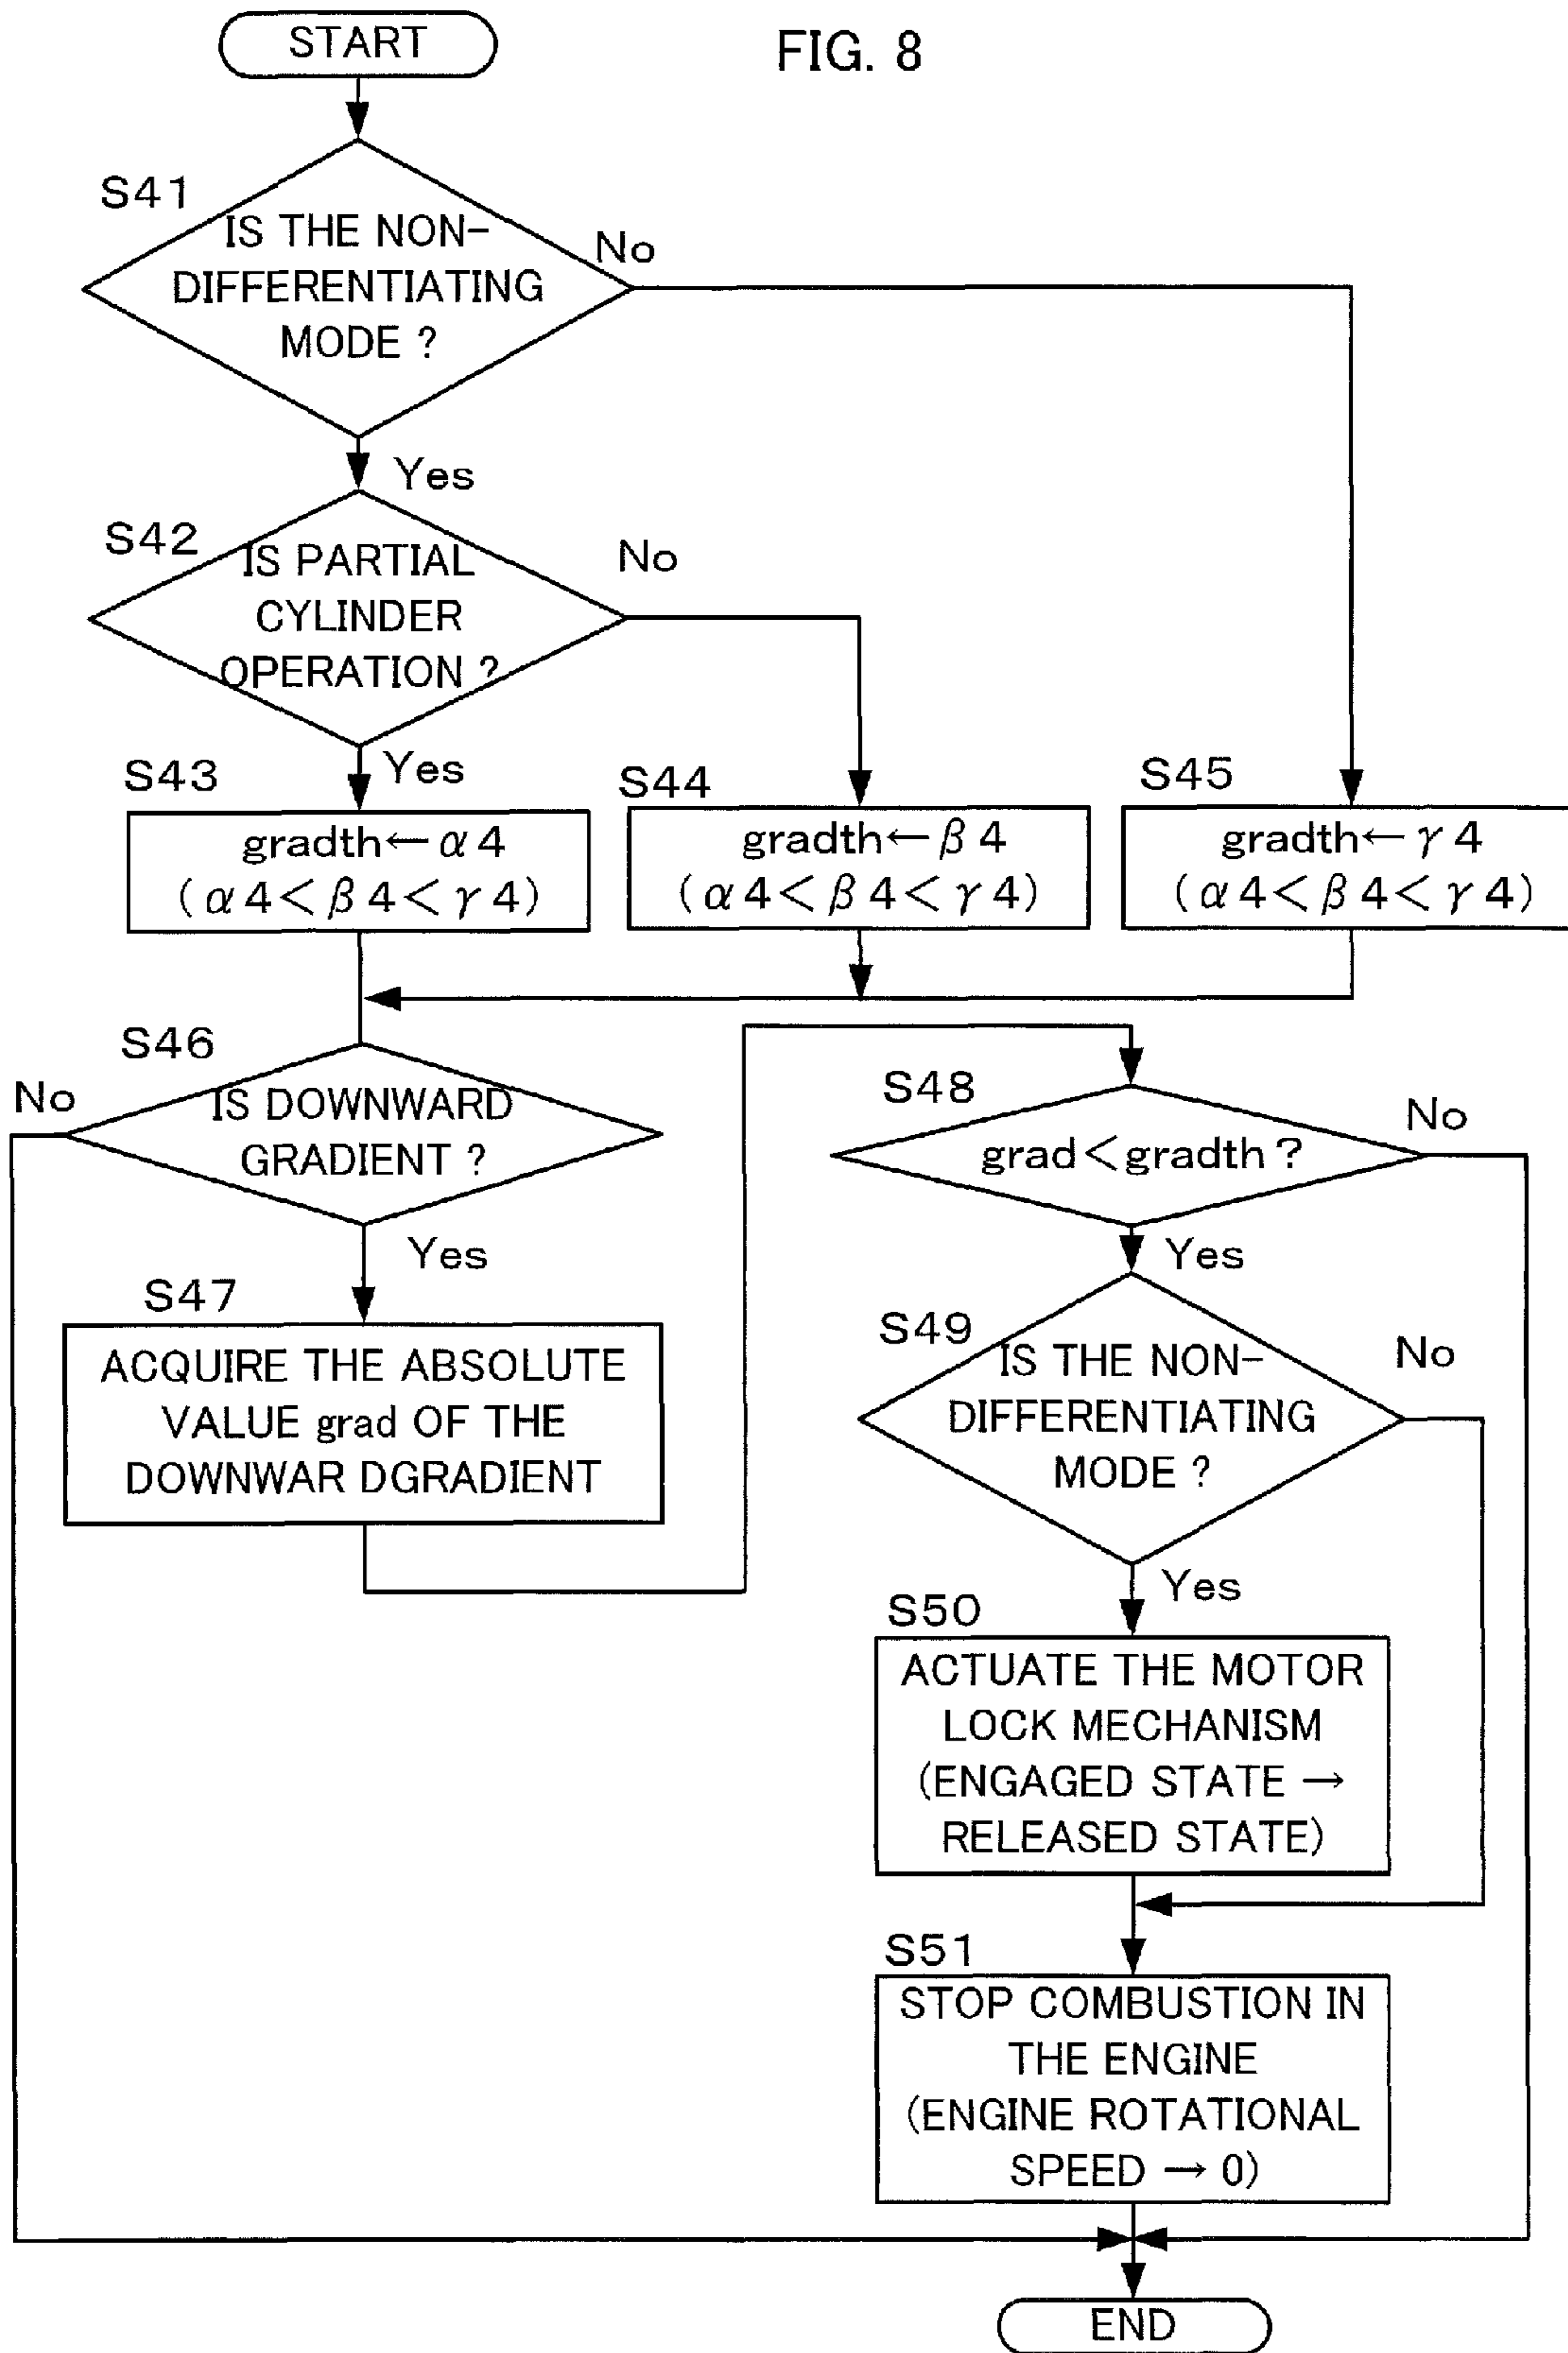 START
FIG. 8
S41
IS THE NON-
DIFFERENTIATING
MODE ?
No
Yes
S42
IS PARTIAL
CYLINDER
OPERATION ?
No
Yes
S43
gradth←α4
(α4<β4<γ4)
S44
gradth←β4
(α4<β4<γ4)
S45
gradth←γ4
(α4<β4<γ4)
S46
No
IS DOWNWARD
GRADIENT ?
Yes
S47
ACQUIRE THE ABSOLUTE
VALUE grad OF THE
DOWNWAR DGRADIENT
S48
grad<gradth ?
No
Yes
S49
IS THE NON-
DIFFERENTIATING
MODE ?
No
Yes
S50
ACTUATE THE MOTOR
LOCK MECHANISM
(ENGAGED STATE →
RELEASED STATE)
S51
STOP COMBUSTION IN
THE ENGINE
(ENGINE ROTATIONAL
SPEED → 0)
END